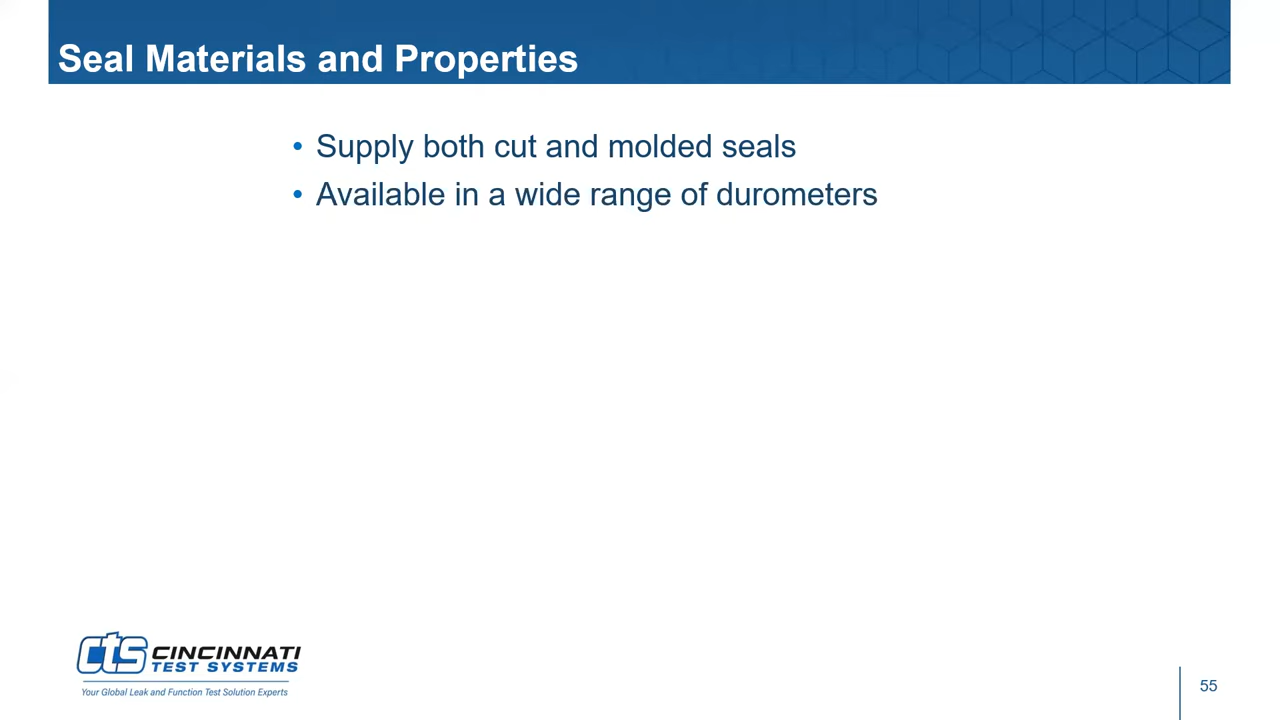 Seal Materials and Properties
• Supply both cut and molded seals
• Available in a wide range of durometers
cts CINCINNATI
TEST SYSTEMS
Your Global Leak and Function Test Solution Experts
55